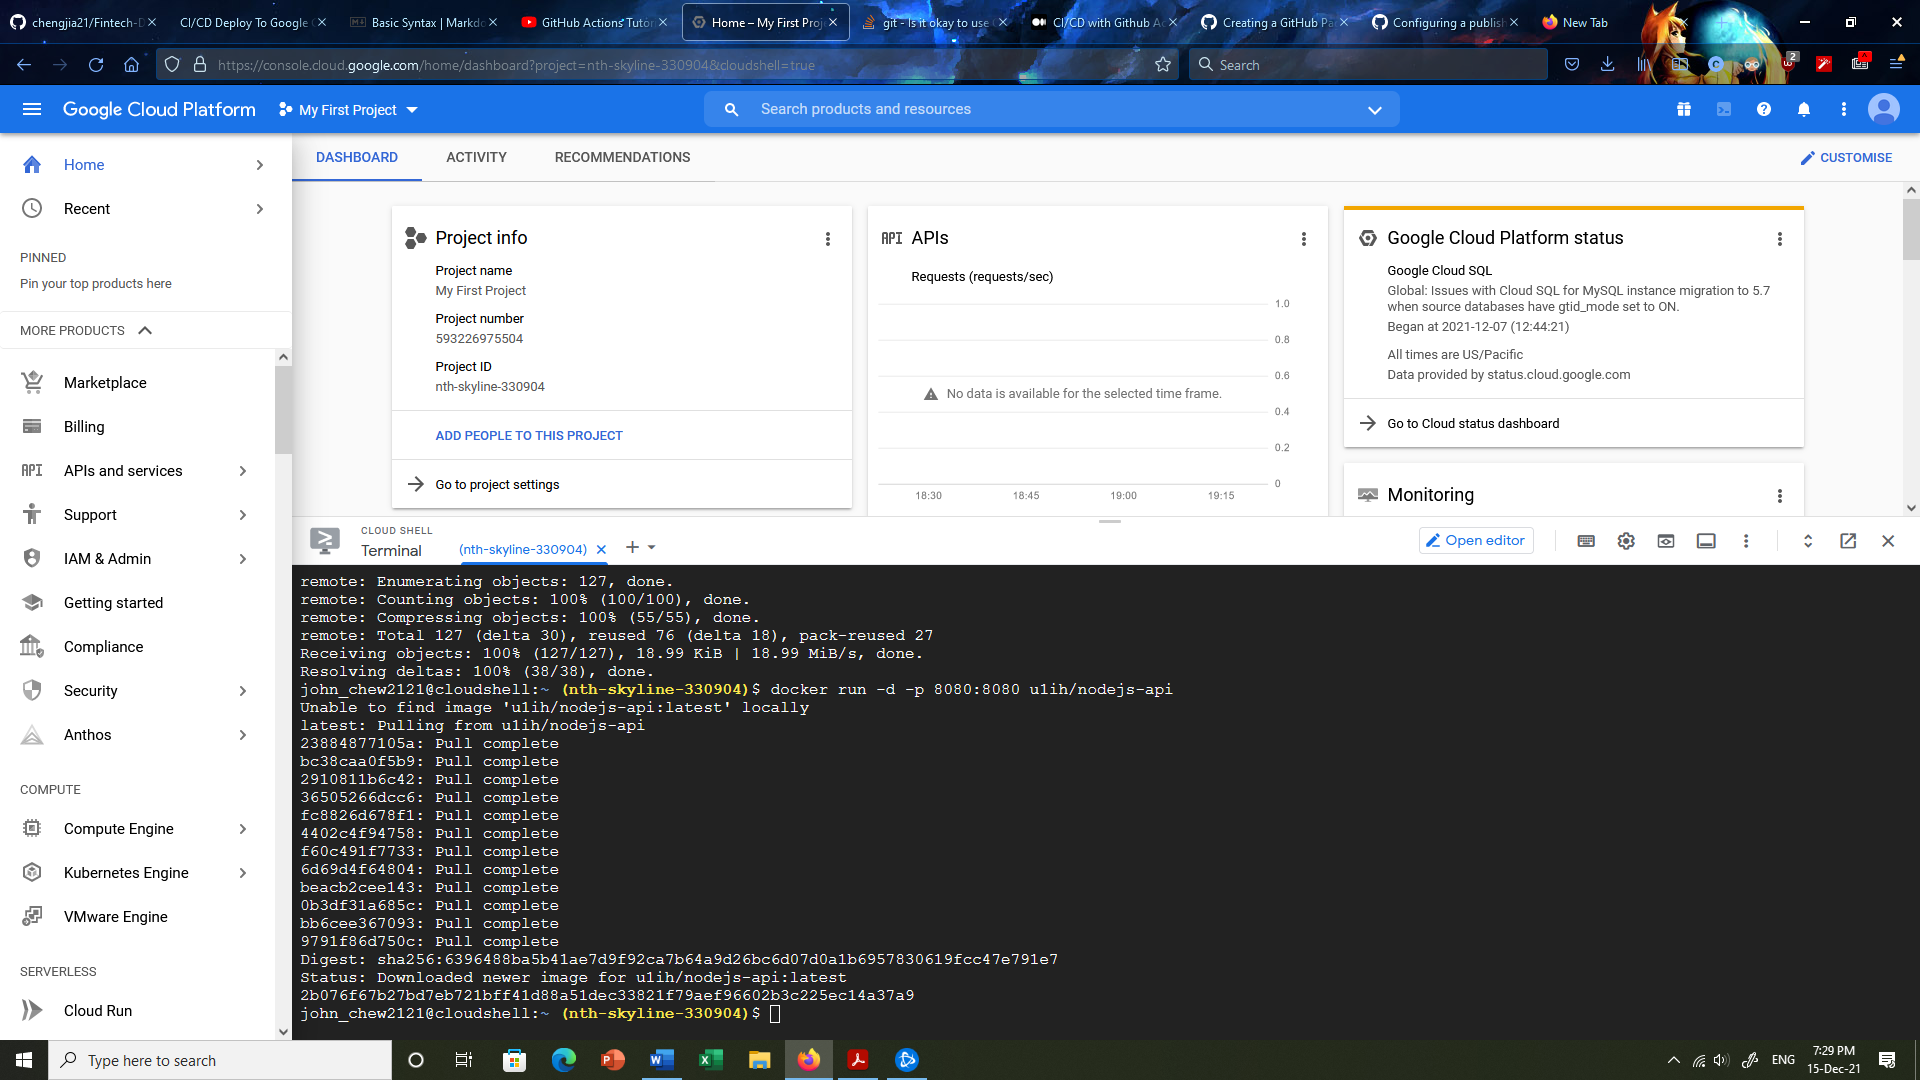 chengjia21/Fintech-D
CI/CD Deploy To Google
Basic Syntax | Markdo
GitHub Actions Tutor
Home – My First Proje
git - Is it okay to use
CI/CD with Github Ac
Creating a GitHub Pa
Configuring a publish
New Tab
https://console.cloud.google.com/home/dashboard?project=nth-skyline-330904&cloudshell=true
Search
2
Google Cloud Platform
My First Project
Search products and resources
Home
Recent
PINNED
Pin your top products here
MORE PRODUCTS
Marketplace
Billing
API APIs and services
Support
IAM & Admin
Getting started
Compliance
Security
Anthos
COMPUTE
Compute Engine
Kubernetes Engine
VMware Engine
SERVERLESS
Cloud Run
DASHBOARD
ACTIVITY
RECOMMENDATIONS
CUSTOMISE
Project info
Project name
My First Project
Project number
593226975504
Project ID
nth-skyline-330904
ADD PEOPLE TO THIS PROJECT
Go to project settings
API APIs
Requests (requests/sec)
1.0
0.8
0.6
No data is available for the selected time frame.
0.4
0.2
0
18:30 18:45 19:00 19:15
Google Cloud Platform status
Google Cloud SQL
Global: Issues with Cloud SQL for MySQL instance migration to 5.7
when source databases have gtid_mode set to ON.
Began at 2021-12-07 (12:44:21)
All times are US/Pacific
Data provided by status.cloud.google.com
Go to Cloud status dashboard
Monitoring
CLOUD SHELL
Terminal
(nth-skyline-330904)
Open editor
remote: Enumerating objects: 127, done.
remote: Counting objects: 100% (100/100), done.
remote: Compressing objects: 100% (55/55), done.
remote: Total 127 (delta 30), reused 76 (delta 18), pack-reused 27
Receiving objects: 100% (127/127), 18.99 KiB | 18.99 MiB/s, done.
Resolving deltas: 100% (38/38), done.
john_chew2121@cloudshell:~ (nth-skyline-330904)$ docker run -d -p 8080:8080 u1ih/nodejs-api
Unable to find image 'u1ih/nodejs-api:latest' locally
latest: Pulling from u1ih/nodejs-api
23884877105a: Pull complete
bc38caa0f5b9: Pull complete
2910811b6c42: Pull complete
36505266dcc6: Pull complete
fc8826d678f1: Pull complete
4402c4f94758: Pull complete
f60c491f7733: Pull complete
6d69d4f64804: Pull complete
beacb2cee143: Pull complete
0b3df31a685c: Pull complete
bb6cee367093: Pull complete
9791f86d750c: Pull complete
Digest: sha256:6396488ba5b41ae7d9f92ca7b64a9d26bc6d07d0a1b6957830619fcc47e791e7
Status: Downloaded newer image for u1ih/nodejs-api:latest
2b076f67b27bd7eb721bff41d88a51dec33821f79aef96602b3c225ec14a37a9
john_chew2121@cloudshell:~ (nth-skyline-330904)$
Type here to search
ENG
7:29 PM
15-Dec-21